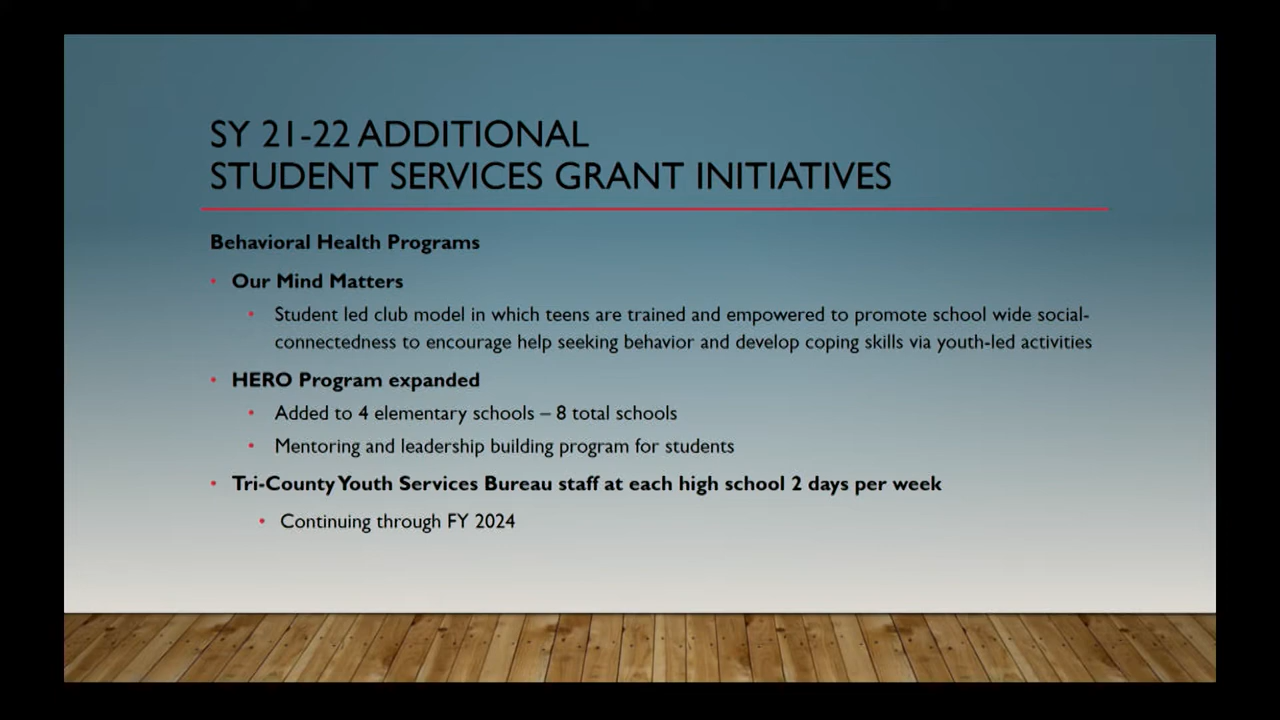 SY 21-22 ADDITIONAL
STUDENT SERVICES GRANT INITIATIVES
Behavioral Health Programs
• Our Mind Matters
• Student led club model in which teens are trained and empowered to promote school wide social-
connectedness to encourage help seeking behavior and develop coping skills via youth-led activities
• HERO Program expanded
• Added to 4 elementary schools – 8 total schools
• Mentoring and leadership building program for students
• Tri-County Youth Services Bureau staff at each high school 2 days per week
• Continuing through FY 2024